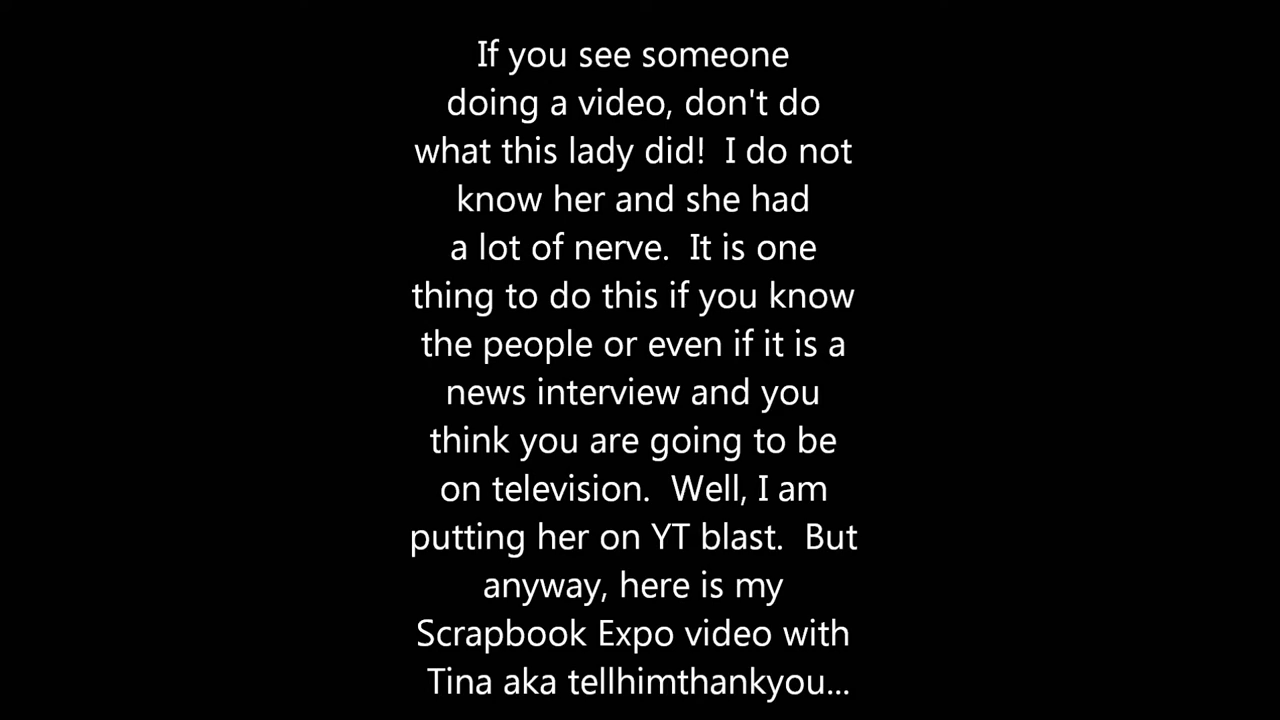 If you see someone
doing a video, don't do
what this lady did!  I do not
know her and she had
a lot of nerve.  It is one
thing to do this if you know
the people or even if it is a
news interview and you
think you are going to be
on television.  Well, I am
putting her on YT blast.  But
anyway, here is my
Scrapbook Expo video with
Tina aka tellhimthankyou...